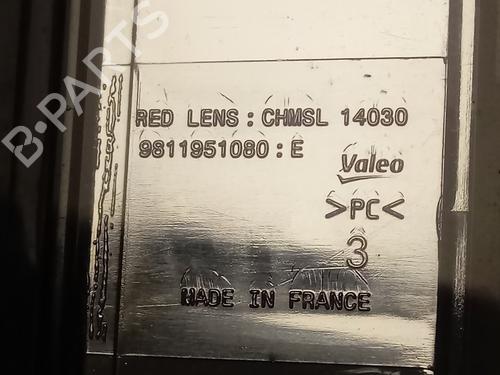 B-PARTS
RED LENS: CHMSL 14030
9811951080:E
Valeo
>PC<
3
MADE IN FRANCE